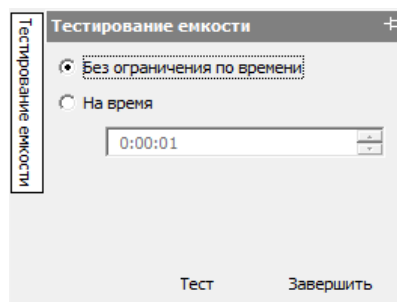 Тестирование емкости
Тестирование емкости
Без ограничения по времени
На время
0:00:01
Тест Завершить